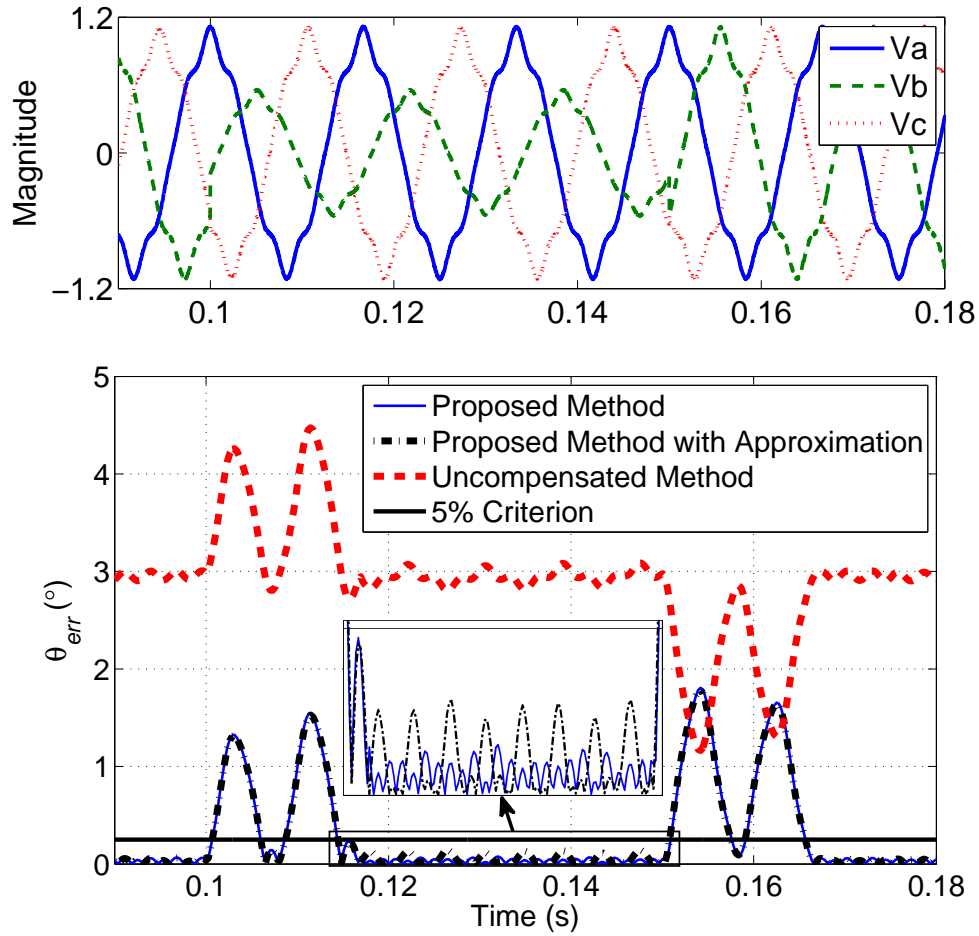 1.2
0
−1.2
Magnitude
Va
Vb
Vc
0.1
0.12
0.14
0.16
0.18
5
4
3
2
1
0
θerr (°)
Proposed Method
Proposed Method with Approximation
Uncompensated Method
5% Criterion
0.1
0.12
0.14
0.16
0.18
Time (s)